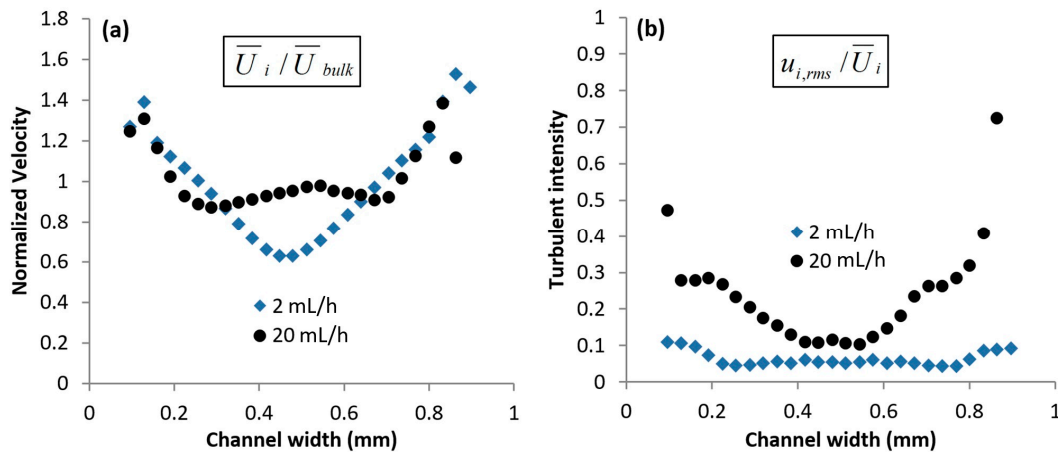 (a)
U̅ i / U̅ bulk
Normalized Velocity
1.8
1.6
1.4
1.2
1
0.8
0.6
0.4
0.2
0
2 mL/h
20 mL/h
0 0.2 0.4 0.6 0.8 1
Channel width (mm)
(b)
u i,rms / U̅ i
Turbulent intensity
1
0.9
0.8
0.7
0.6
0.5
0.4
0.3
0.2
0.1
0
2 mL/h
20 mL/h
0 0.2 0.4 0.6 0.8 1
Channel width (mm)